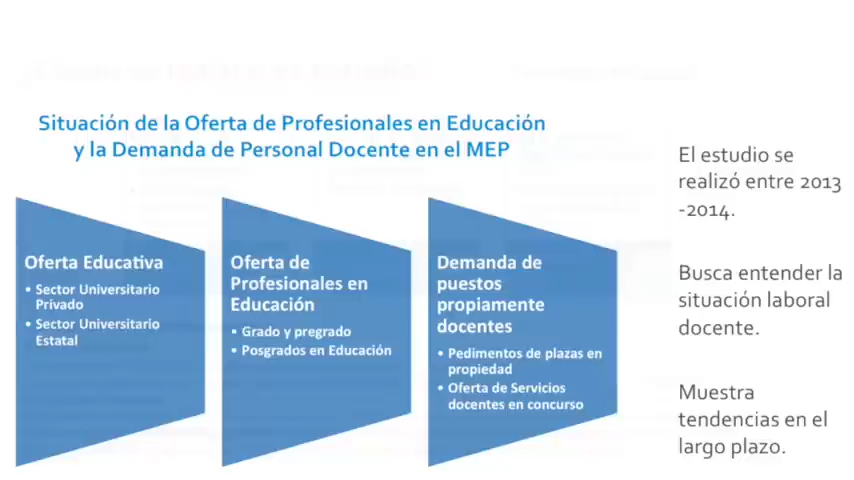 Situación de la Oferta de Profesionales en Educación
y la Demanda de Personal Docente en el MEP
Oferta Educativa
• Sector Universitario
Privado
• Sector Universitario
Estatal
Oferta de
Profesionales en
Educación
• Grado y pregrado
• Posgrados en Educación
Demanda de
puestos
propiamente
docentes
• Pedimentos de plazas en
propiedad
• Oferta de Servicios
docentes en concurso
El estudio se
realizó entre 2013
-2014.
Busca entender la
situación laboral
docente.
Muestra
tendencias en el
largo plazo.